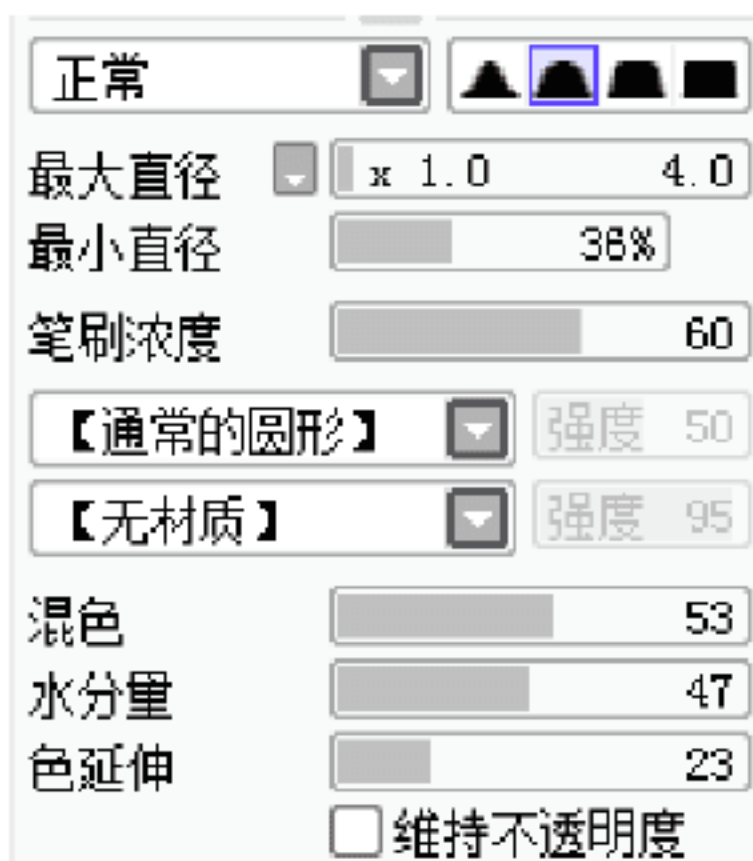 正常
最大直径 x 1.0 4.0
最小直径 36%
笔刷浓度 60
【通常的圆形】 强度 50
【无材质】 强度 95
混色 53
水分量 47
色延伸 23
维持不透明度